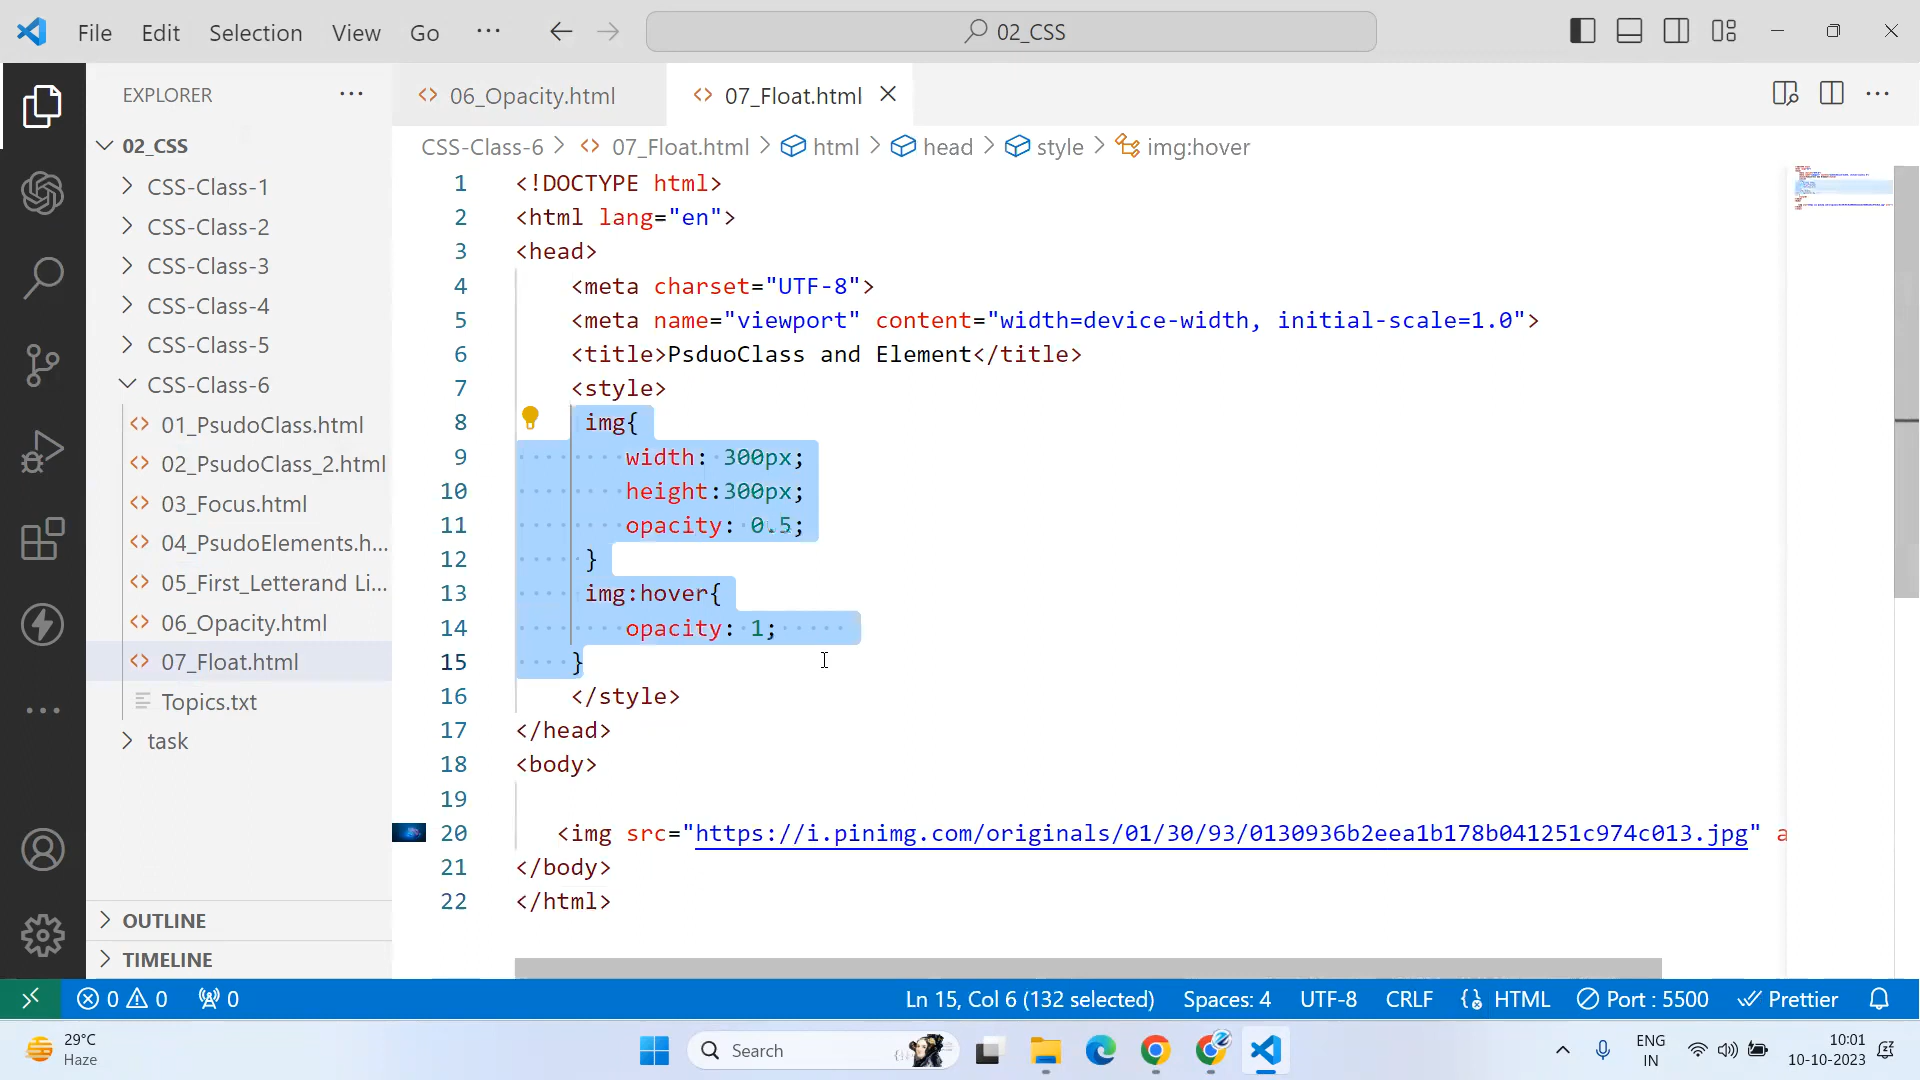 File Edit Selection View Go ··· 02_CSS
EXPLORER ···
02_CSS
CSS-Class-1
CSS-Class-2
CSS-Class-3
CSS-Class-4
CSS-Class-5
CSS-Class-6
01_PsudoClass.html
02_PsudoClass_2.html
03_Focus.html
04_PsudoElements.h...
05_First_Letterand Li...
06_Opacity.html
07_Float.html
Topics.txt
task
OUTLINE
TIMELINE
06_Opacity.html 07_Float.html
CSS-Class-6 > 07_Float.html > html > head > style > img:hover
1 <!DOCTYPE html>
2 <html lang="en">
3 <head>
4 <meta charset="UTF-8">
5 <meta name="viewport" content="width=device-width, initial-scale=1.0">
6 <title>PsduoClass and Element</title>
7 <style>
8 img{
9 width: 300px;
10 height:300px;
11 opacity: 0.5;
12 }
13 img:hover{
14 opacity: 1;
15 }
16 </style>
17 </head>
18 <body>
19
20 <img src="https://i.pinimg.com/originals/01/30/93/0130936b2eea1b178b041251c974c013.jpg" a
21 </body>
22 </html>
0 0 0 Ln 15, Col 6 (132 selected) Spaces: 4 UTF-8 CRLF HTML Port : 5500 Prettier
29°C
Haze
Search
ENG
IN
10:01
10-10-2023